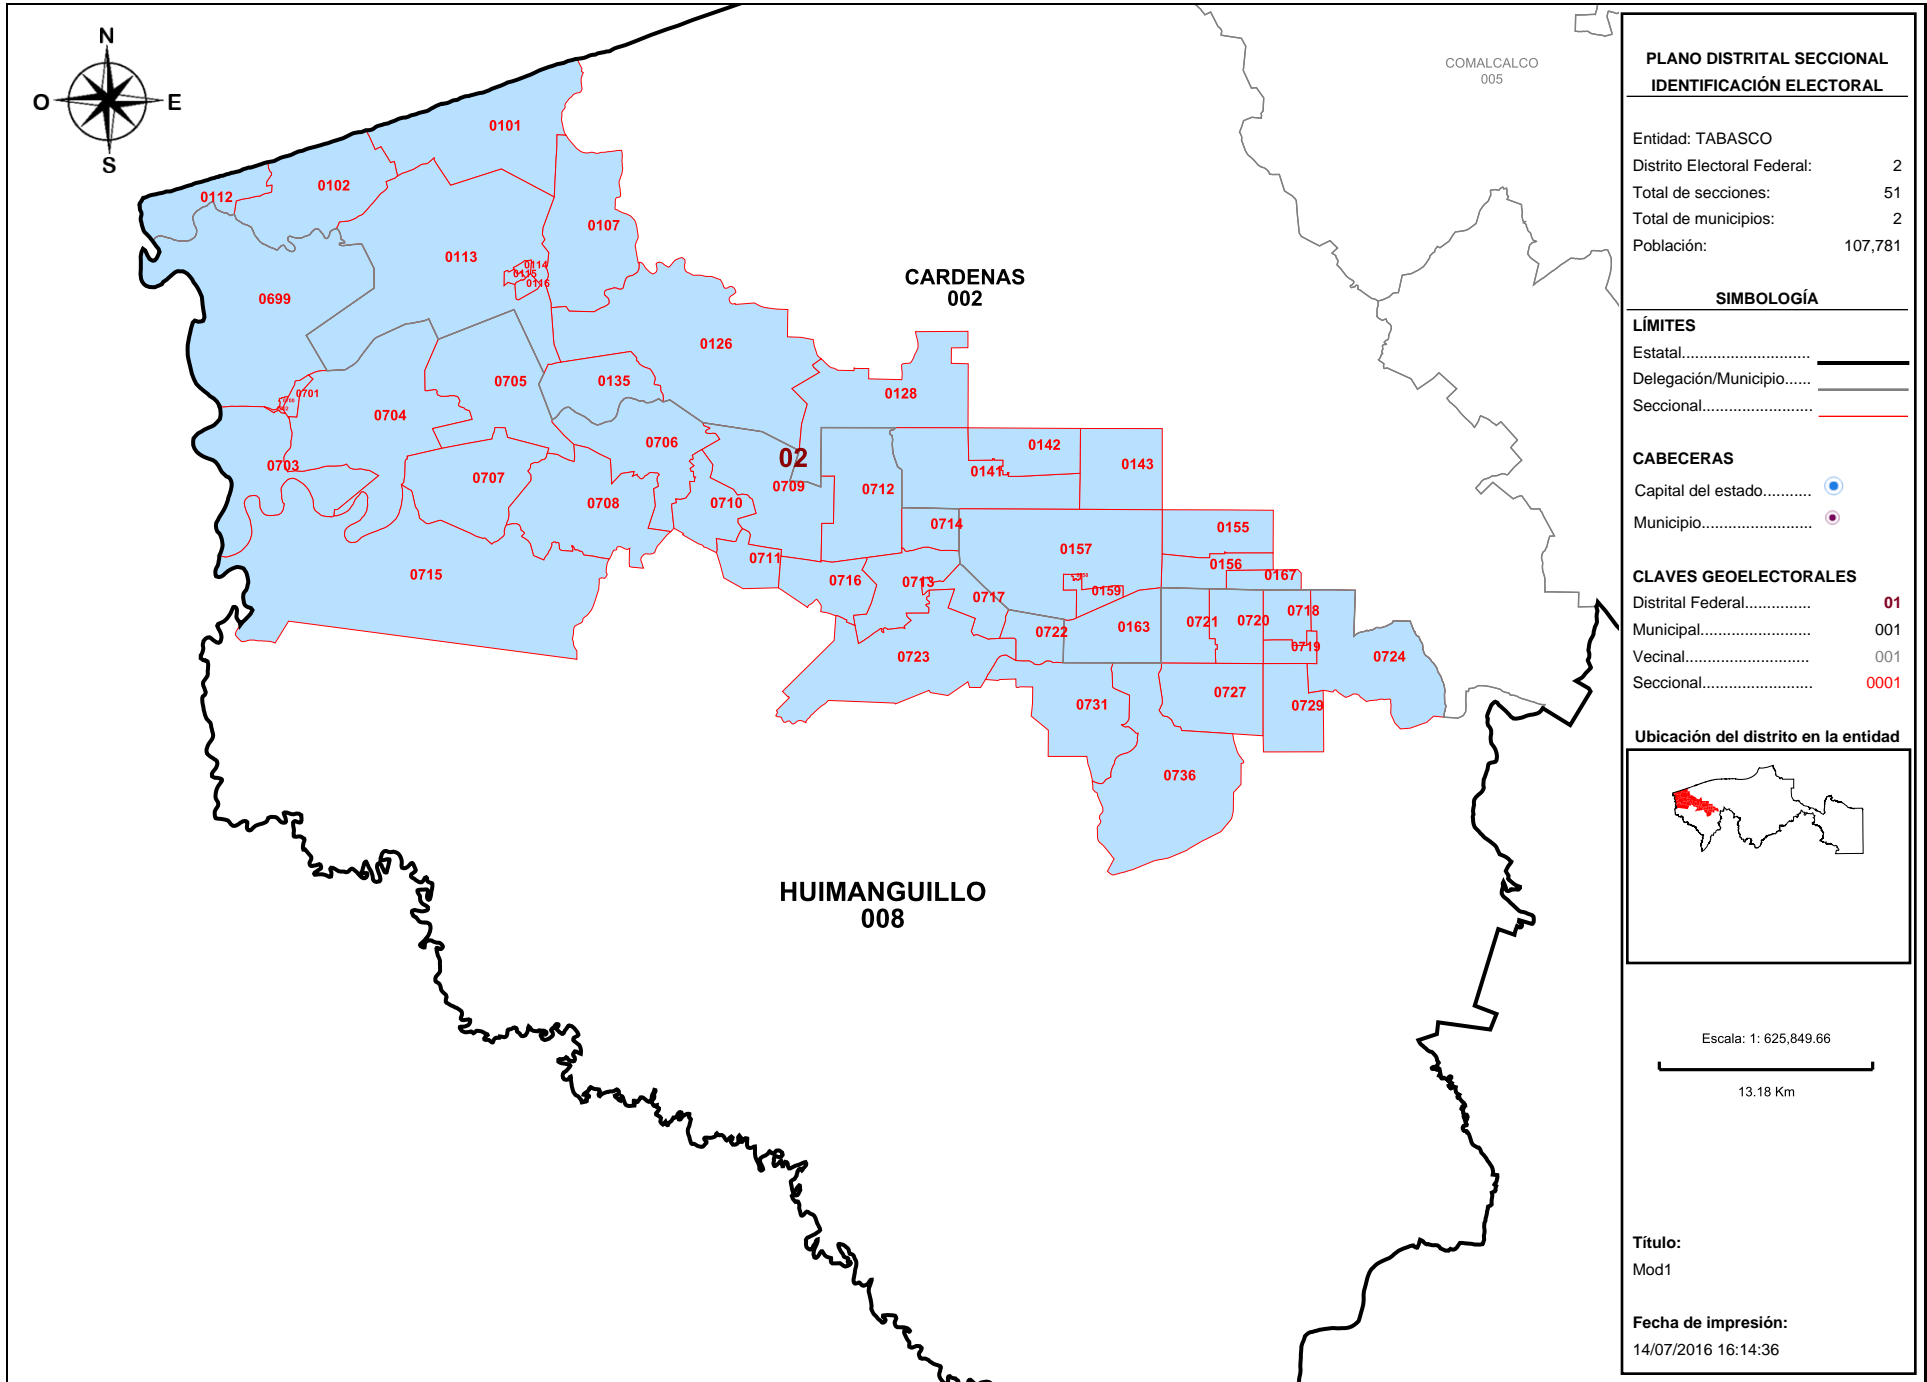 N
O
E
S
COMALCALCO
005
CARDENAS
002
HUIMANGUILLO
008
02
0101
0102
0112
0107
0113
0114
0115
0116
0699
0126
0135
0128
0701
0705
0704
0706
0703
0707
0708
0709
0710
0712
0142
0141
0143
0714
0155
0157
0156
0167
0711
0716
0713
0717
0159
0715
0722
0163
0721
0720
0718
0719
0723
0724
0731
0727
0729
0736
PLANO DISTRITAL SECCIONAL
IDENTIFICACIÓN ELECTORAL
Entidad: TABASCO
Distrito Electoral Federal: 2
Total de secciones: 51
Total de municipios: 2
Población: 107,781
SIMBOLOGÍA
LÍMITES
Estatal............................
Delegación/Municipio......
Seccional.........................
CABECERAS
Capital del estado...........
Municipio.........................
CLAVES GEOELECTORALES
Distrital Federal............... 01
Municipal......................... 001
Vecinal............................ 001
Seccional......................... 0001
Ubicación del distrito en la entidad
Escala: 1: 625,849.66
13.18 Km
Título:
Mod1
Fecha de impresión:
14/07/2016 16:14:36